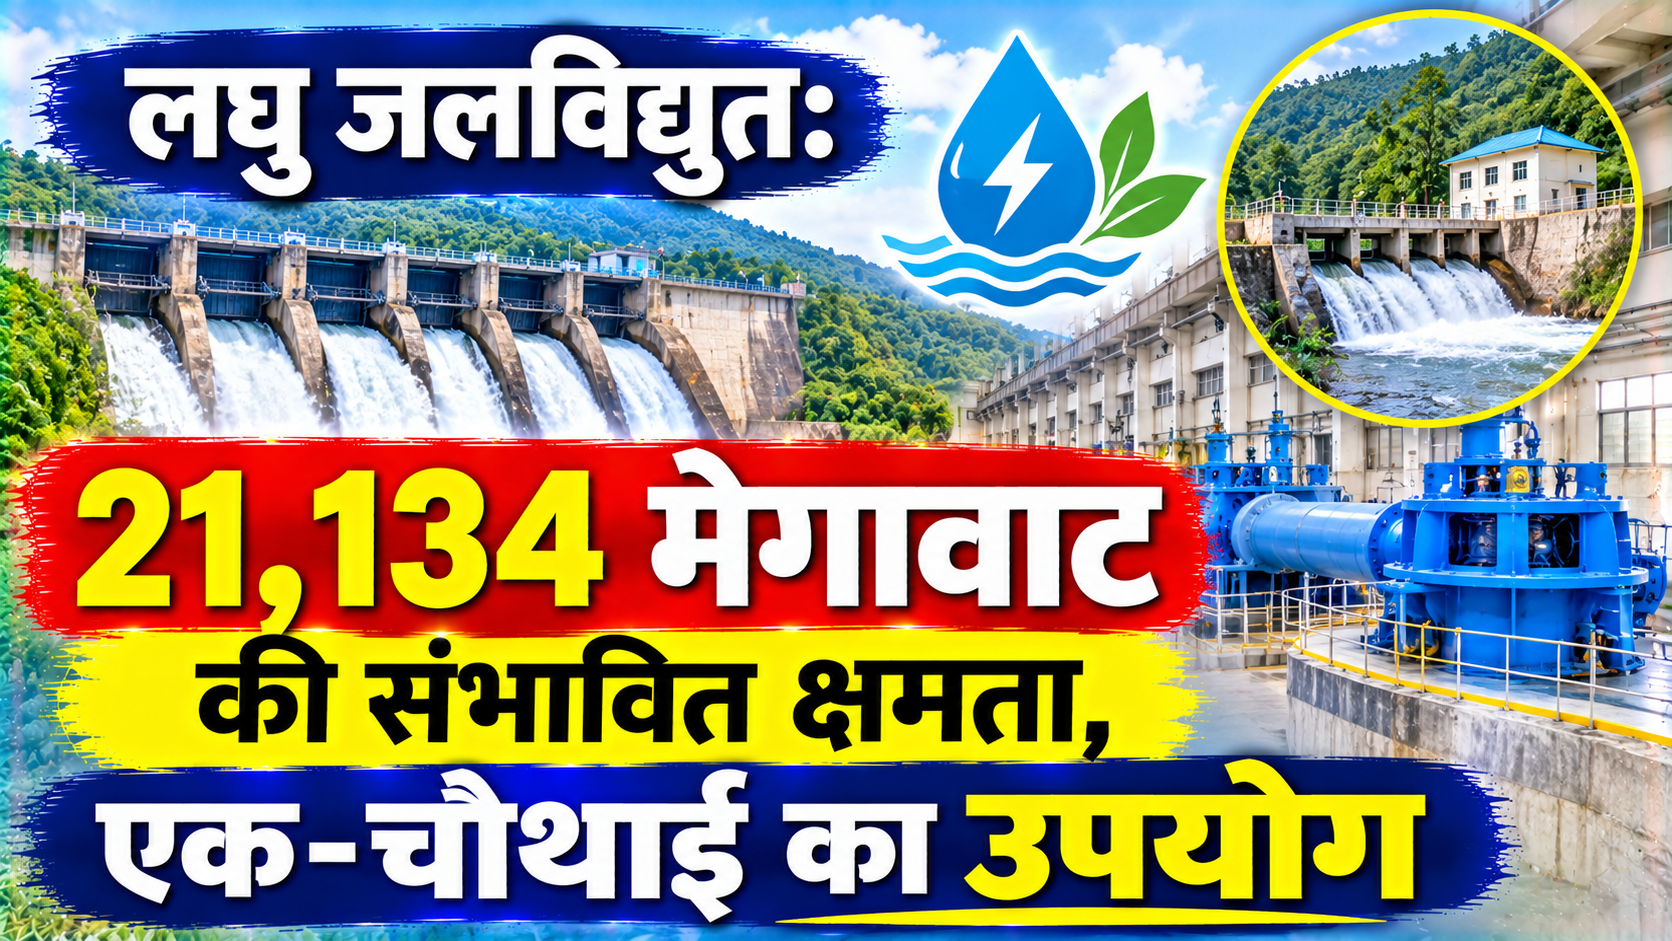 लघु जलविद्युत:
21,134 मेगावाट
की संभावित क्षमता,
एक-चौथाई का उपयोग